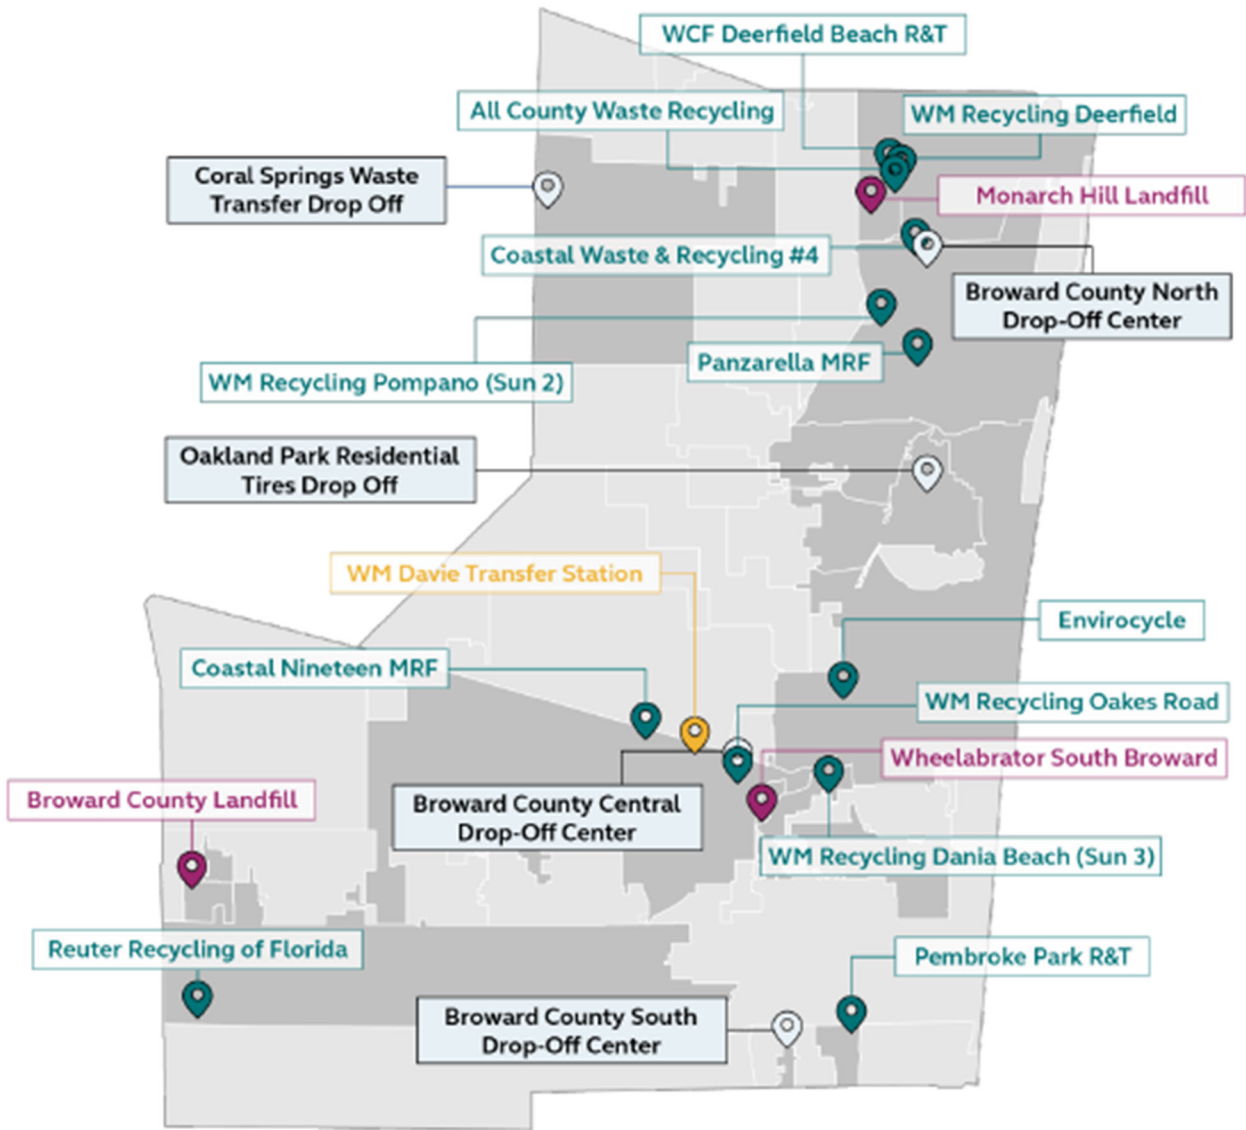 WCF Deerfield Beach R&T
All County Waste Recycling
WM Recycling Deerfield
Coral Springs Waste
Transfer Drop Off
Monarch Hill Landfill
Coastal Waste & Recycling #4
Broward County North
Drop-Off Center
Panzarella MRF
WM Recycling Pompano (Sun 2)
Oakland Park Residential
Tires Drop Off
WM Davie Transfer Station
Envirocycle
Coastal Nineteen MRF
WM Recycling Oakes Road
Wheelabrator South Broward
Broward County Landfill
Broward County Central
Drop-Off Center
WM Recycling Dania Beach (Sun 3)
Reuter Recycling of Florida
Pembroke Park R&T
Broward County South
Drop-Off Center